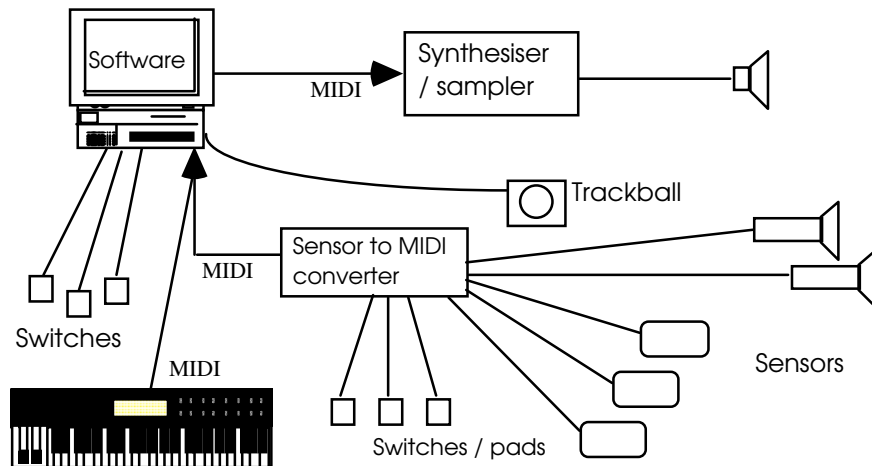 Software
MIDI
Synthesiser
/ sampler
Trackball
MIDI
Sensor to MIDI
converter
Switches
MIDI
Sensors
Switches / pads